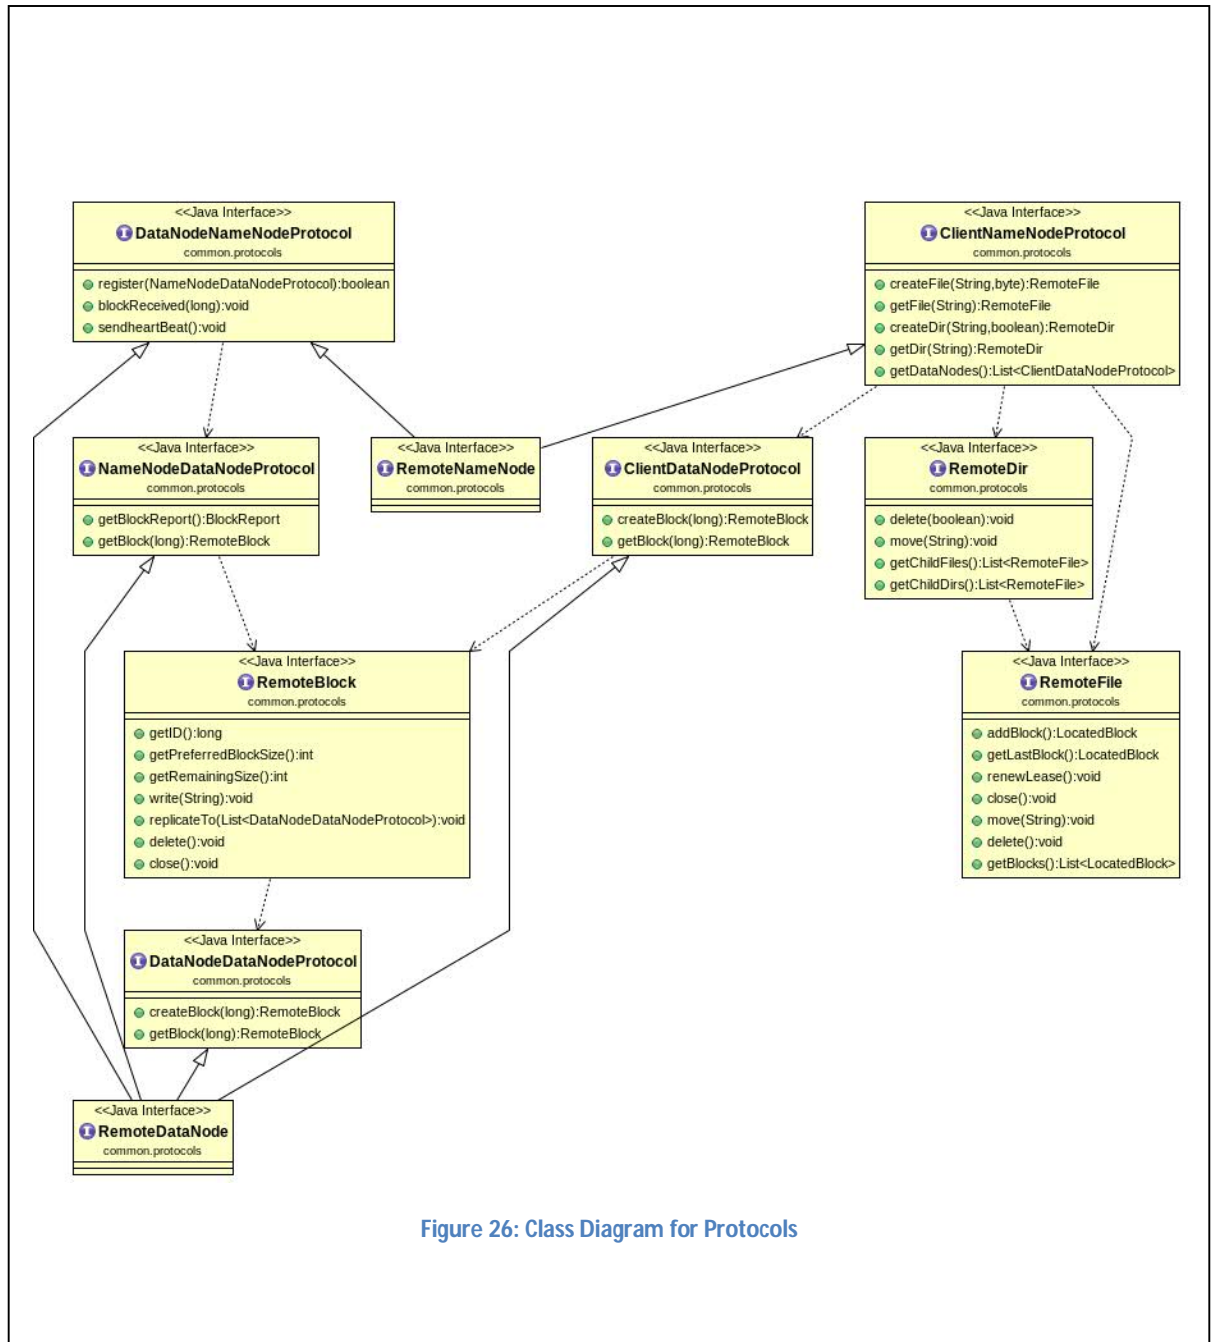 <<Java Interface>>
DataNodeNameNodeProtocol
common.protocols
register(NameNodeDataNodeProtocol):boolean
blockReceived(long):void
sendheartBeat():void
<<Java Interface>>
ClientNameNodeProtocol
common.protocols
createFile(String,byte):RemoteFile
getFile(String):RemoteFile
createDir(String,boolean):RemoteDir
getDir(String):RemoteDir
getDataNodes():List<ClientDataNodeProtocol>
<<Java Interface>>
NameNodeDataNodeProtocol
common.protocols
getBlockReport():BlockReport
getBlock(long):RemoteBlock
<<Java Interface>>
RemoteNameNode
common.protocols
<<Java Interface>>
ClientDataNodeProtocol
common.protocols
createBlock(long):RemoteBlock
getBlock(long):RemoteBlock
<<Java Interface>>
RemoteDir
common.protocols
delete(boolean):void
move(String):void
getChildFiles():List<RemoteFile>
getChildDirs():List<RemoteFile>
<<Java Interface>>
RemoteBlock
common.protocols
getID():long
getPreferredBlockSize():int
getRemainingSize():int
write(String):void
replicateTo(List<DataNodeDataNodeProtocol>):void
delete():void
close():void
<<Java Interface>>
RemoteFile
common.protocols
addBlock():LocatedBlock
getLastBlock():LocatedBlock
renewLease():void
close():void
move(String):void
delete():void
getBlocks():List<LocatedBlock>
<<Java Interface>>
DataNodeDataNodeProtocol
common.protocols
createBlock(long):RemoteBlock
getBlock(long):RemoteBlock
<<Java Interface>>
RemoteDataNode
common.protocols
Figure 26: Class Diagram for Protocols